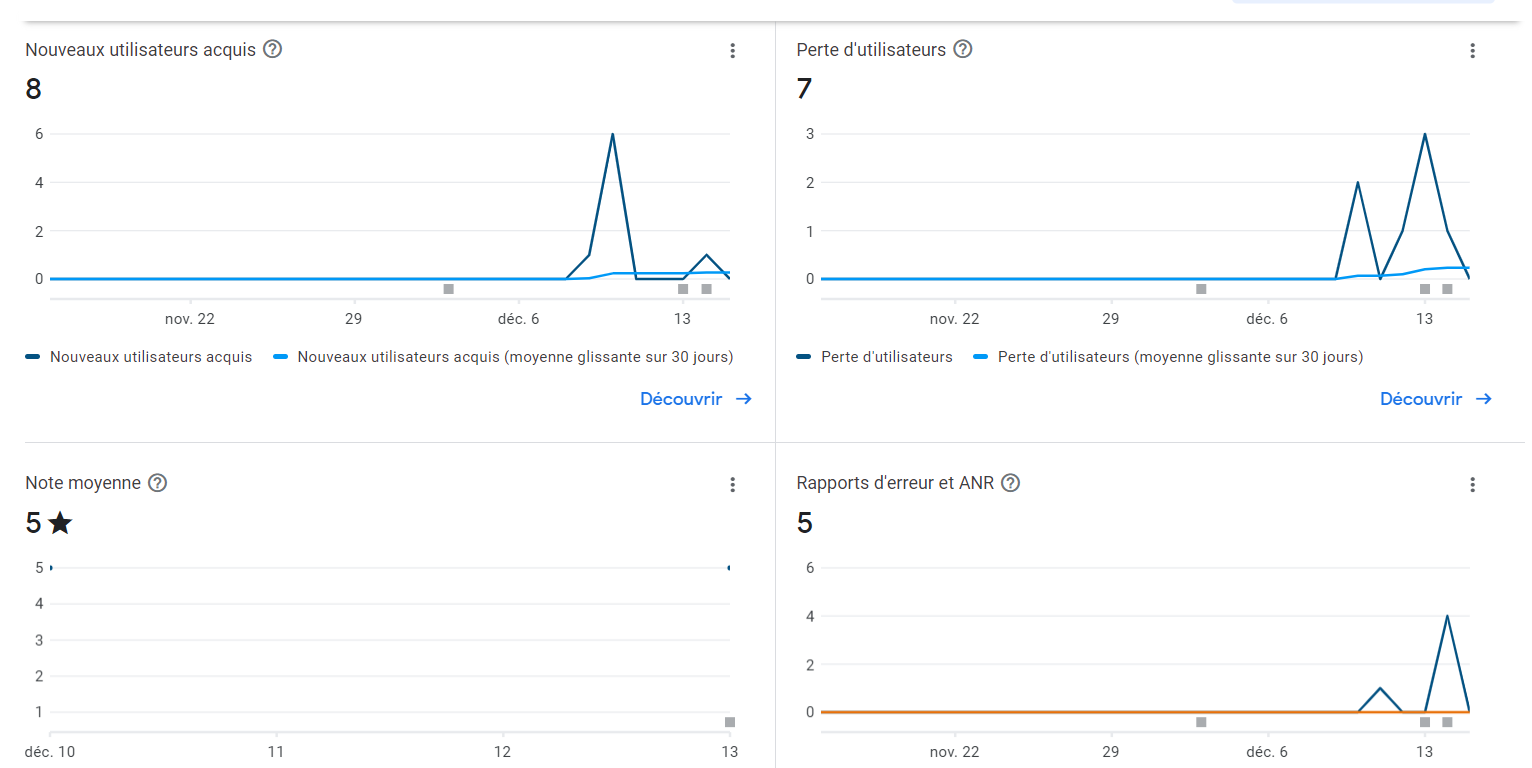 Nouveaux utilisateurs acquis
8
6
4
2
0
nov. 22
29
déc. 6
13
Nouveaux utilisateurs acquis
Nouveaux utilisateurs acquis (moyenne glissante sur 30 jours)
Découvrir
Perte d'utilisateurs
7
3
2
1
0
nov. 22
29
déc. 6
13
Perte d'utilisateurs
Perte d'utilisateurs (moyenne glissante sur 30 jours)
Découvrir
Note moyenne
5
5
4
3
2
1
déc. 10
11
12
13
Rapports d'erreur et ANR
5
6
4
2
0
nov. 22
29
déc. 6
13